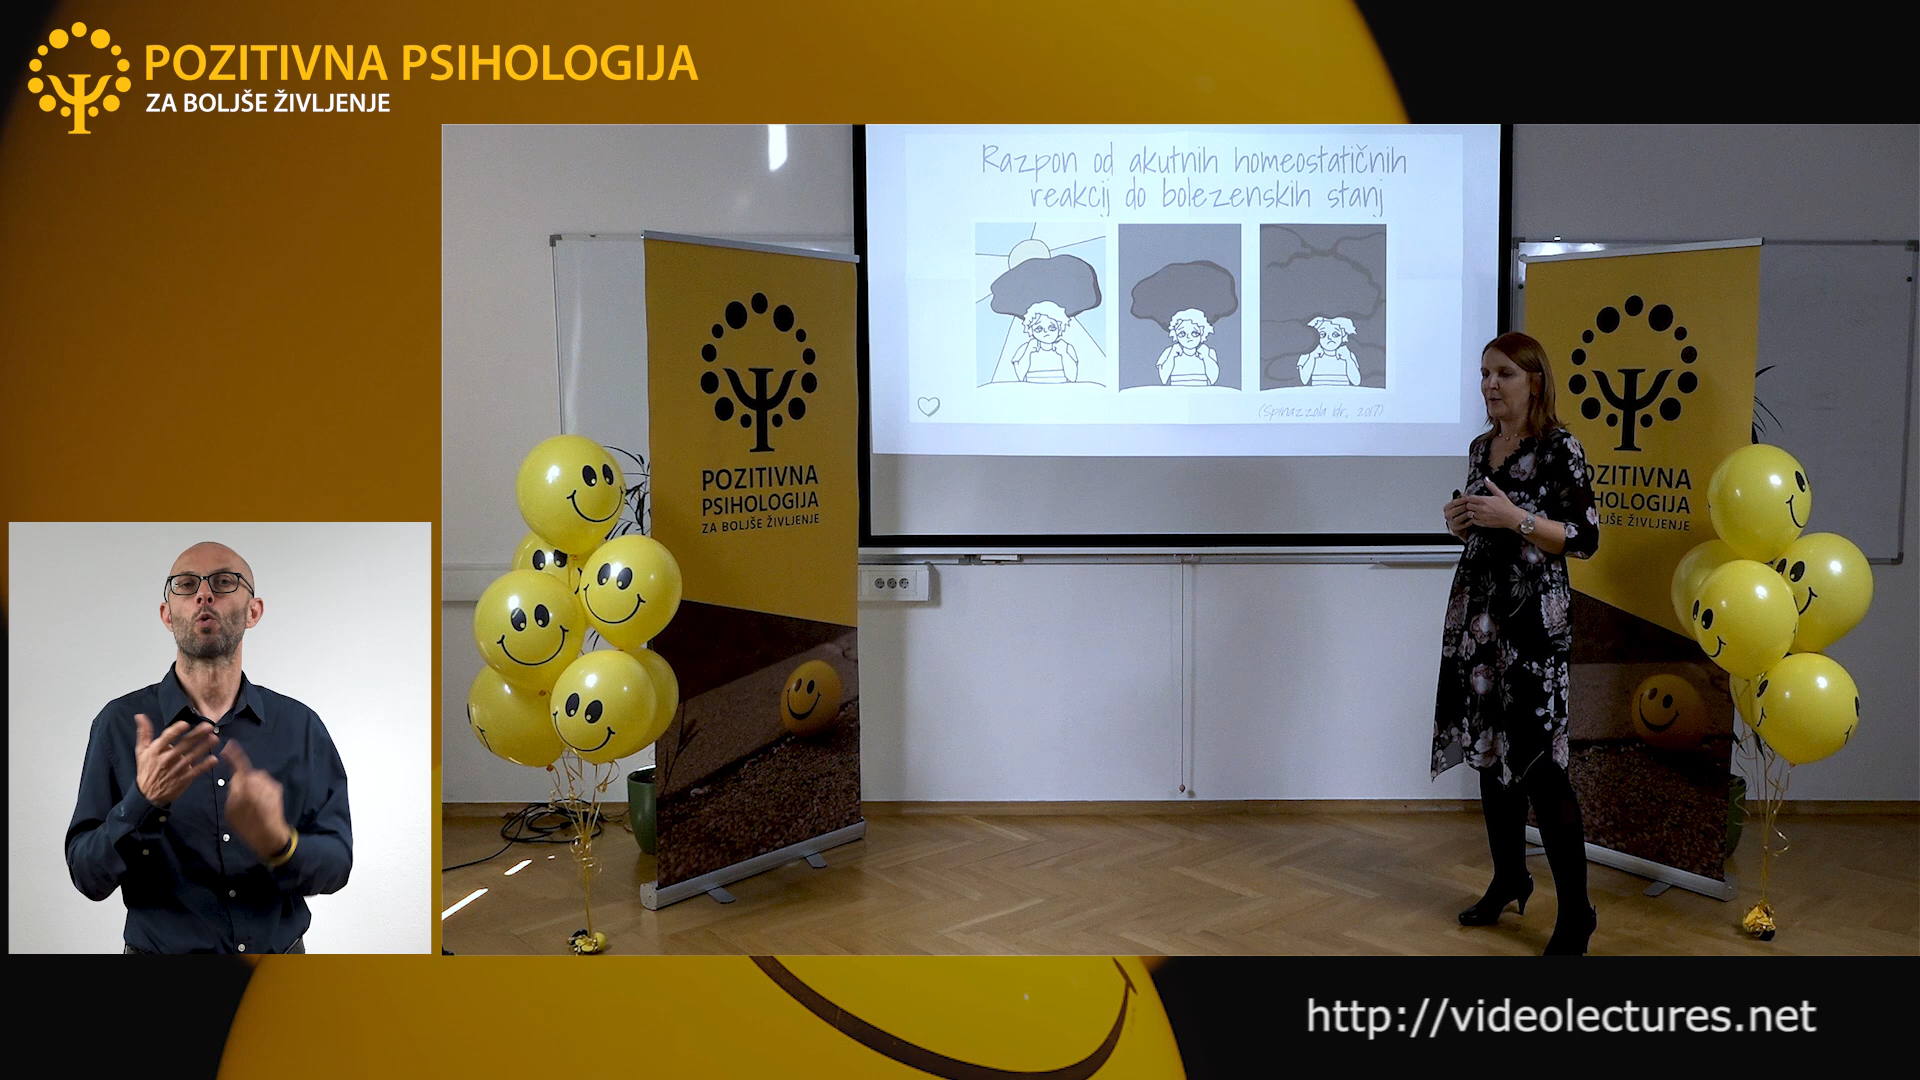 POZITIVNA PSIHOLOGIJA
ZA BOLJŠE ŽIVLJENJE
Razpon od akutnih homeostatičnih
reakcij do bolezenskih stanj
(Spinazzola idr., 2017)
POZITIVNA
PSIHOLOGIJA
ZA BOLJŠE ŽIVLJENJE
OZITIVNA
HOLOGIJA
LJŠE ŽIVLJENJE
http://videolectures.net